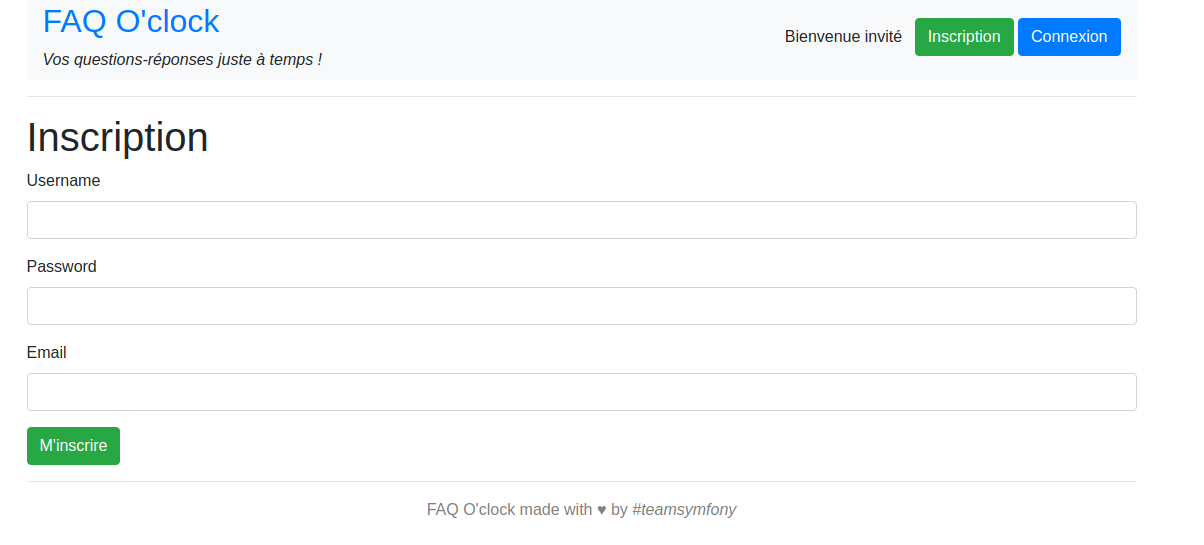 FAQ O'clock
Vos questions-réponses juste à temps !
Bienvenue invité Inscription Connexion
Inscription
Username
Password
Email
M'inscrire
FAQ O'clock made with ♥ by #teamsymfony